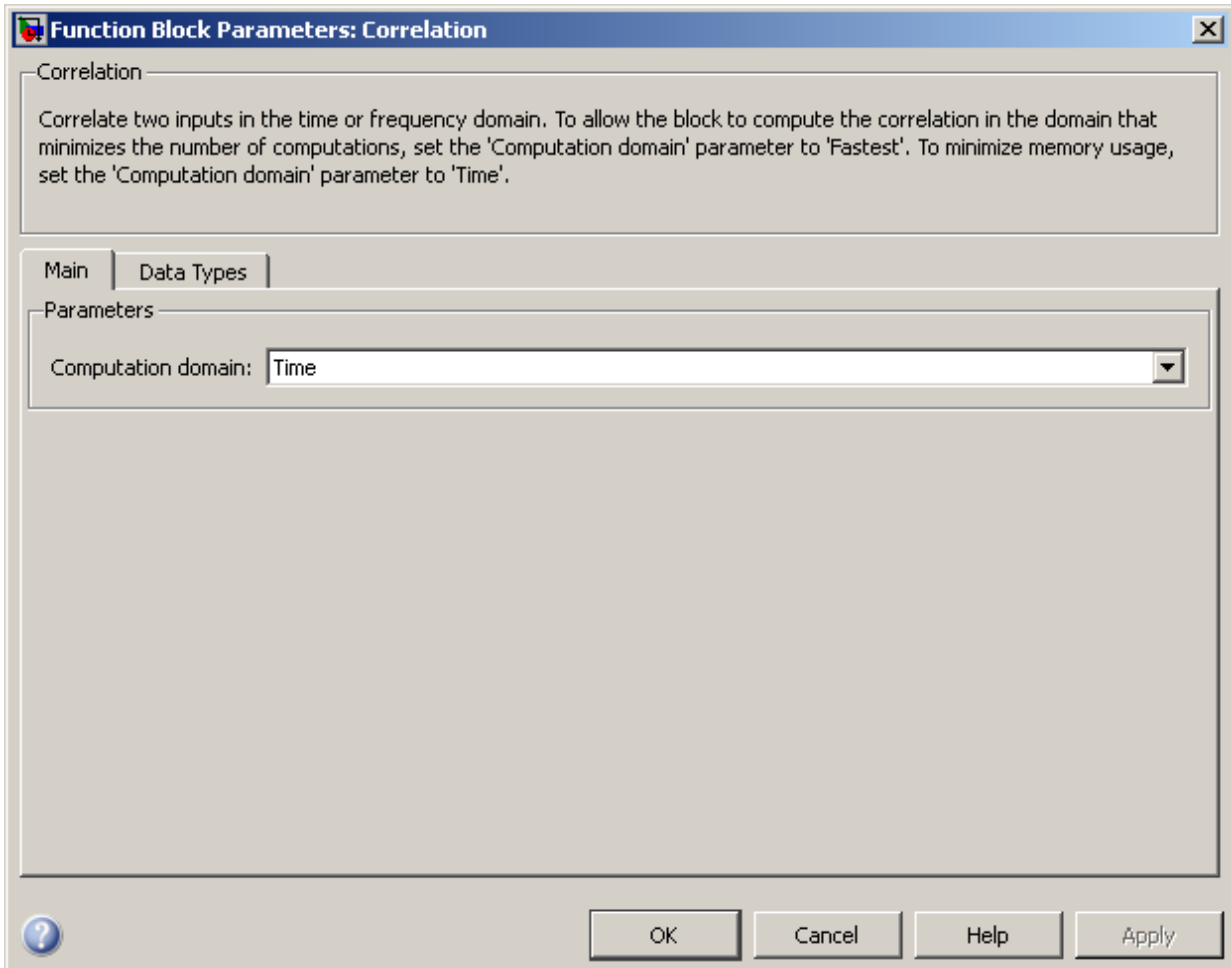 Function Block Parameters: Correlation
Correlation
Correlate two inputs in the time or frequency domain. To allow the block to compute the correlation in the domain that
minimizes the number of computations, set the 'Computation domain' parameter to 'Fastest'. To minimize memory usage,
set the 'Computation domain' parameter to 'Time'.
Main Data Types
Parameters
Computation domain: Time
? OK Cancel Help Apply